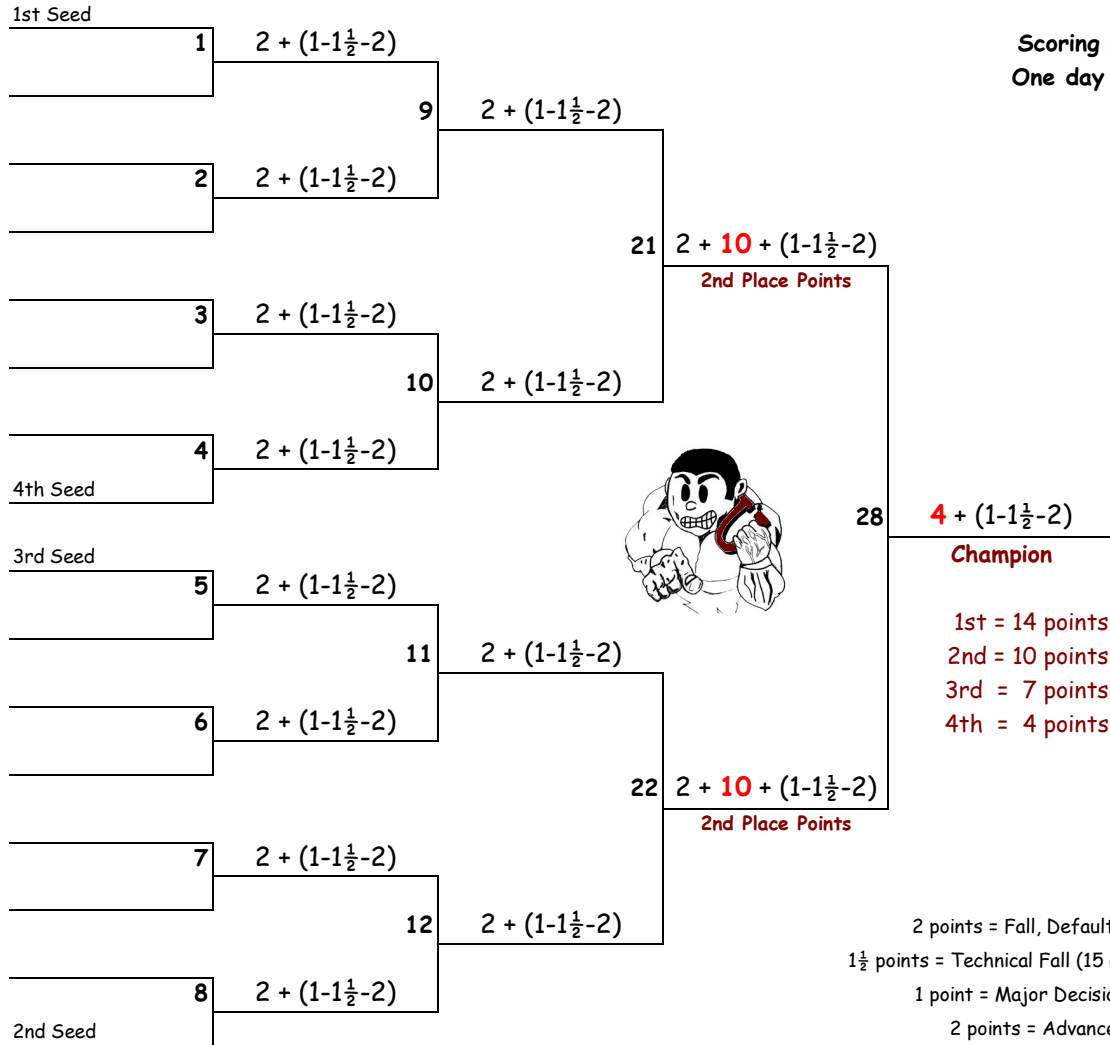 1st Seed
1 2 + (1-1½-2)
Scoring
One day
9 2 + (1-1½-2)
2 2 + (1-1½-2)
21 2 + 10 + (1-1½-2)
2nd Place Points
3 2 + (1-1½-2)
10 2 + (1-1½-2)
4 2 + (1-1½-2)
4th Seed
28 4 + (1-1½-2)
Champion
3rd Seed
5 2 + (1-1½-2)
1st = 14 points
11 2 + (1-1½-2)
2nd = 10 points
3rd = 7 points
6 2 + (1-1½-2)
4th = 4 points
22 2 + 10 + (1-1½-2)
2nd Place Points
7 2 + (1-1½-2)
12 2 + (1-1½-2)
2 points = Fall, Default
1½ points = Technical Fall (15
8 2 + (1-1½-2)
1 point = Major Decisi
2nd Seed
2 points = Advance